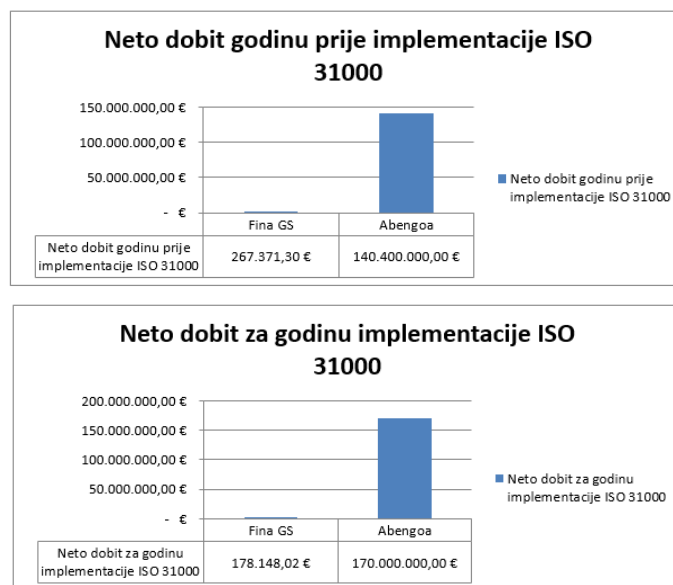 Neto dobit godinu prije implementacije ISO
31000
150.000.000,00 €
100.000.000,00 €
50.000.000,00 €
- €
Fina GS Abengoa
Neto dobit godinu prije
implementacije ISO 31000
267.371,30 € 140.400.000,00 €
Neto dobit godinu prije
implementacije ISO 31000
Neto dobit za godinu implementacije ISO
31000
200.000.000,00 €
150.000.000,00 €
100.000.000,00 €
50.000.000,00 €
- €
Fina GS Abengoa
Neto dobit za godinu
implementacije ISO 31000
178.148,02 € 170.000.000,00 €
Neto dobit za godinu
implementacije ISO 31000